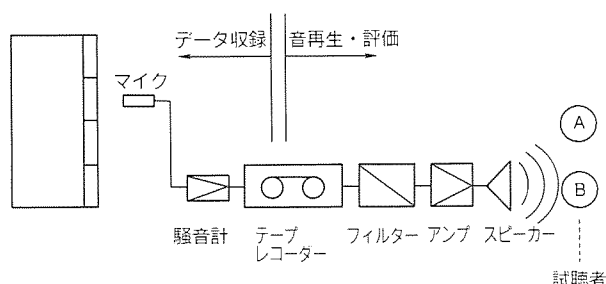 データ収録
音再生・評価
マイク
A
B
騒音計
テープ
レコーダー
フィルター
アンプ
スピーカー
試聴者